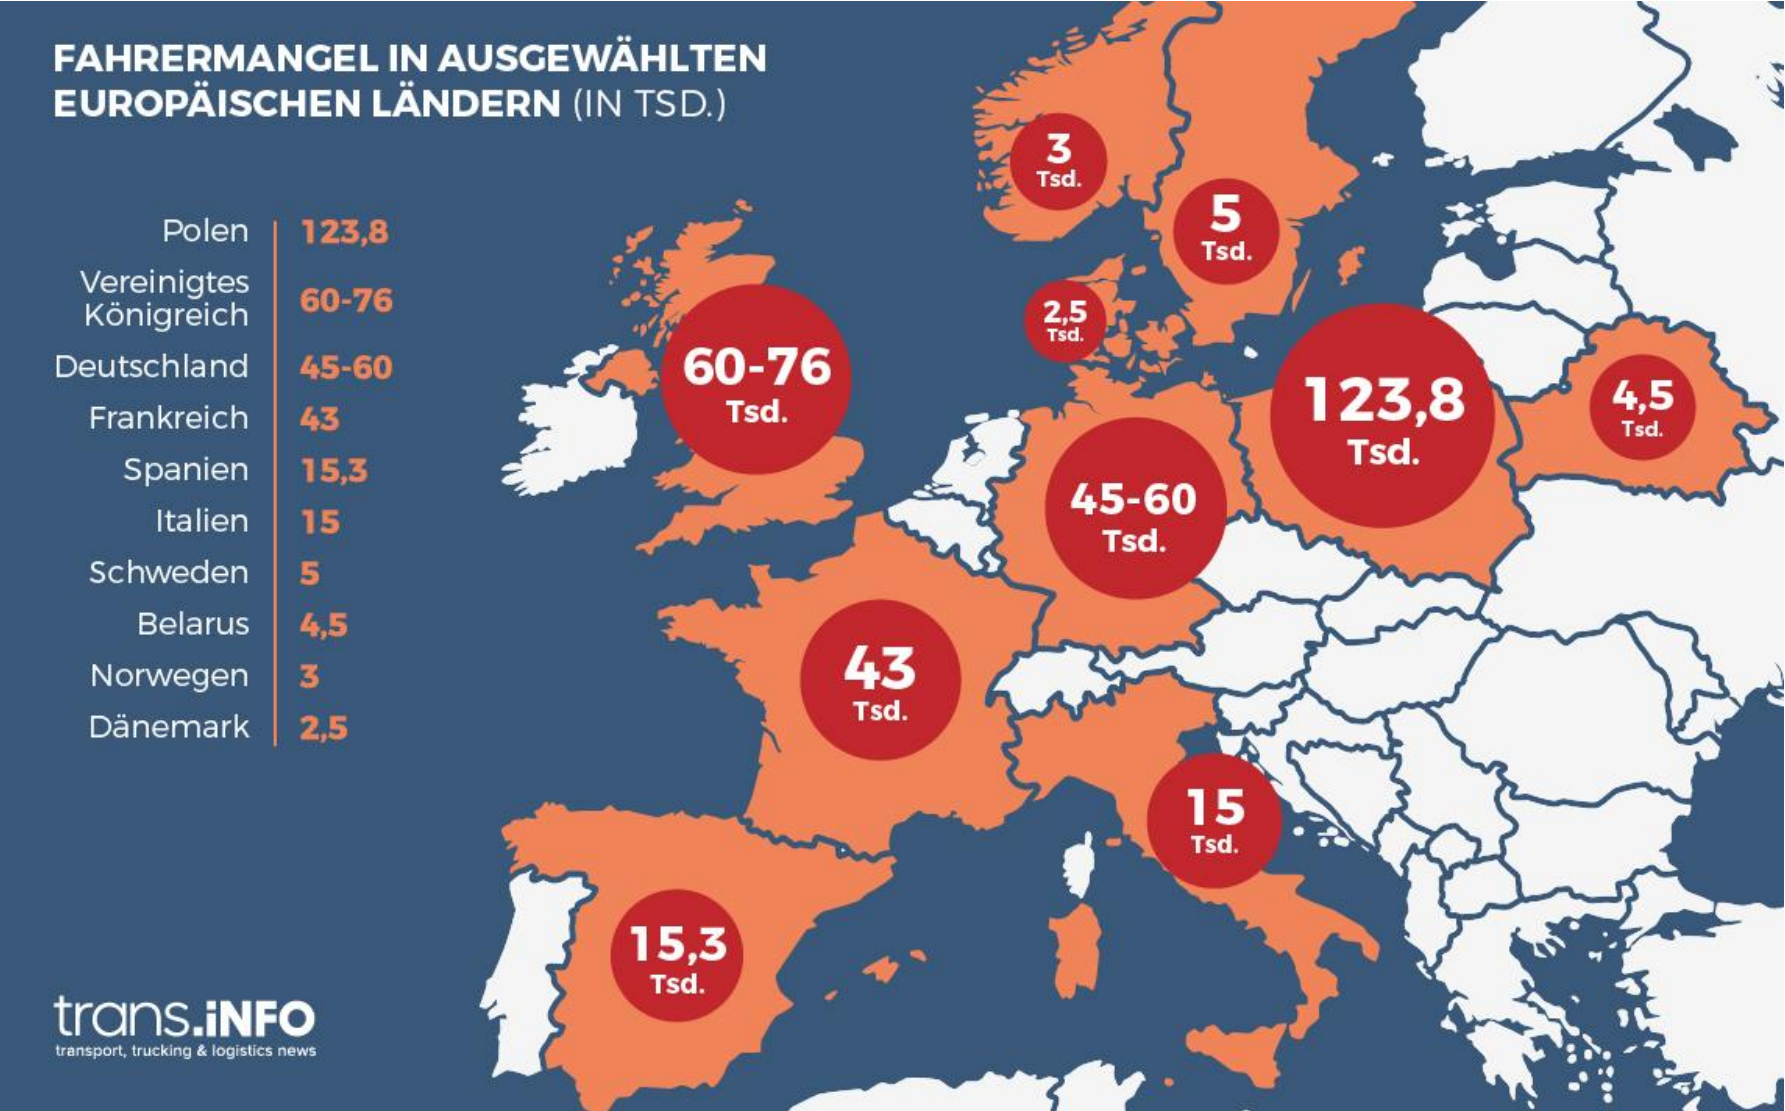 FAHRERMANGEL IN AUSGEWÄHLTEN
EUROPÄISCHEN LÄNDERN (IN TSD.)
Polen 123,8
Vereinigtes
Königreich 60-76
Deutschland 45-60
Frankreich 43
Spanien 15,3
Italien 15
Schweden 5
Belarus 4,5
Norwegen 3
Dänemark 2,5
3
Tsd.
5
Tsd.
2,5
Tsd.
60-76
Tsd.
123,8
Tsd.
4,5
Tsd.
45-60
Tsd.
43
Tsd.
15
Tsd.
15,3
Tsd.
trans.iNFO
transport, trucking & logistics news